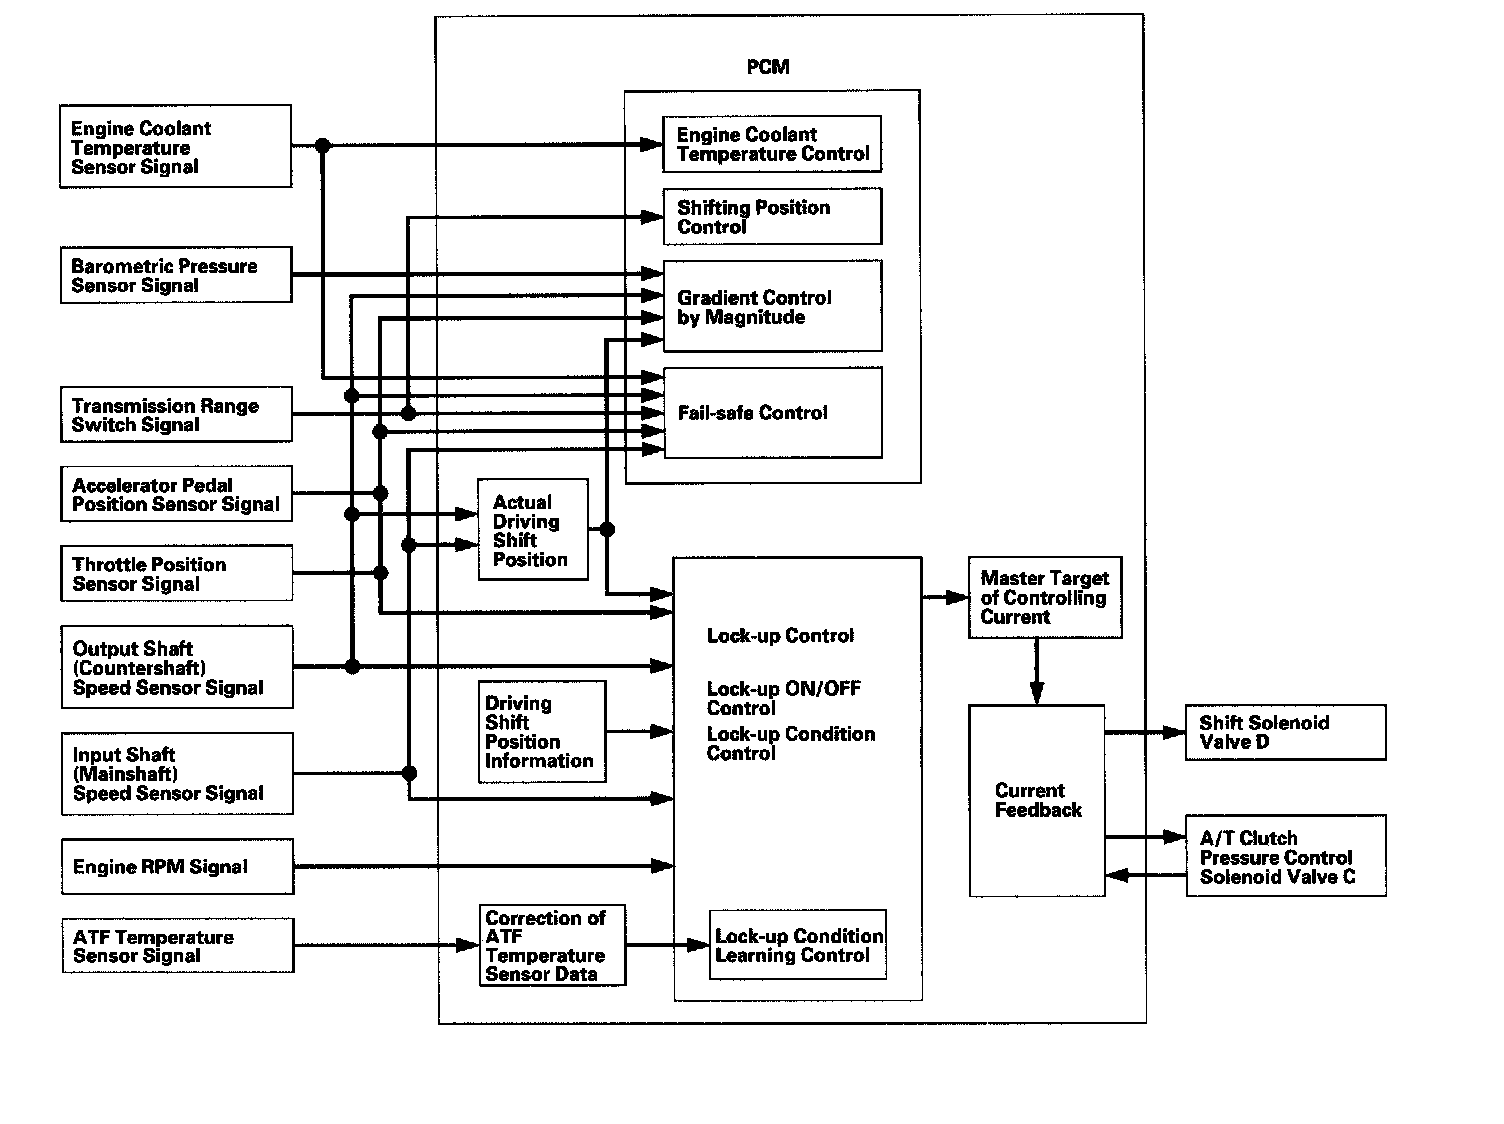 PCM
Engine Coolant
Temperature
Sensor Signal
Engine Coolant
Temperature Control
Shifting Position
Control
Barometric Pressure
Sensor Signal
Gradient Control
by Magnitude
Transmission Range
Switch Signal
Fail-safe Control
Accelerator Pedal
Position Sensor Signal
Actual
Driving
Shift
Position
Throttle Position
Sensor Signal
Master Target
of Controlling
Current
Output Shaft
(Countershaft)
Speed Sensor Signal
Lock-up Control
Lock-up ON/OFF
Control
Lock-up Condition
Control
Driving
Shift
Position
Information
Shift Solenoid
Valve D
Input Shaft
(Mainshaft)
Speed Sensor Signal
Current
Feedback
A/T Clutch
Pressure Control
Solenoid Valve C
Engine RPM Signal
ATF Temperature
Sensor Signal
Correction of
ATF
Temperature
Sensor Data
Lock-up Condition
Learning Control